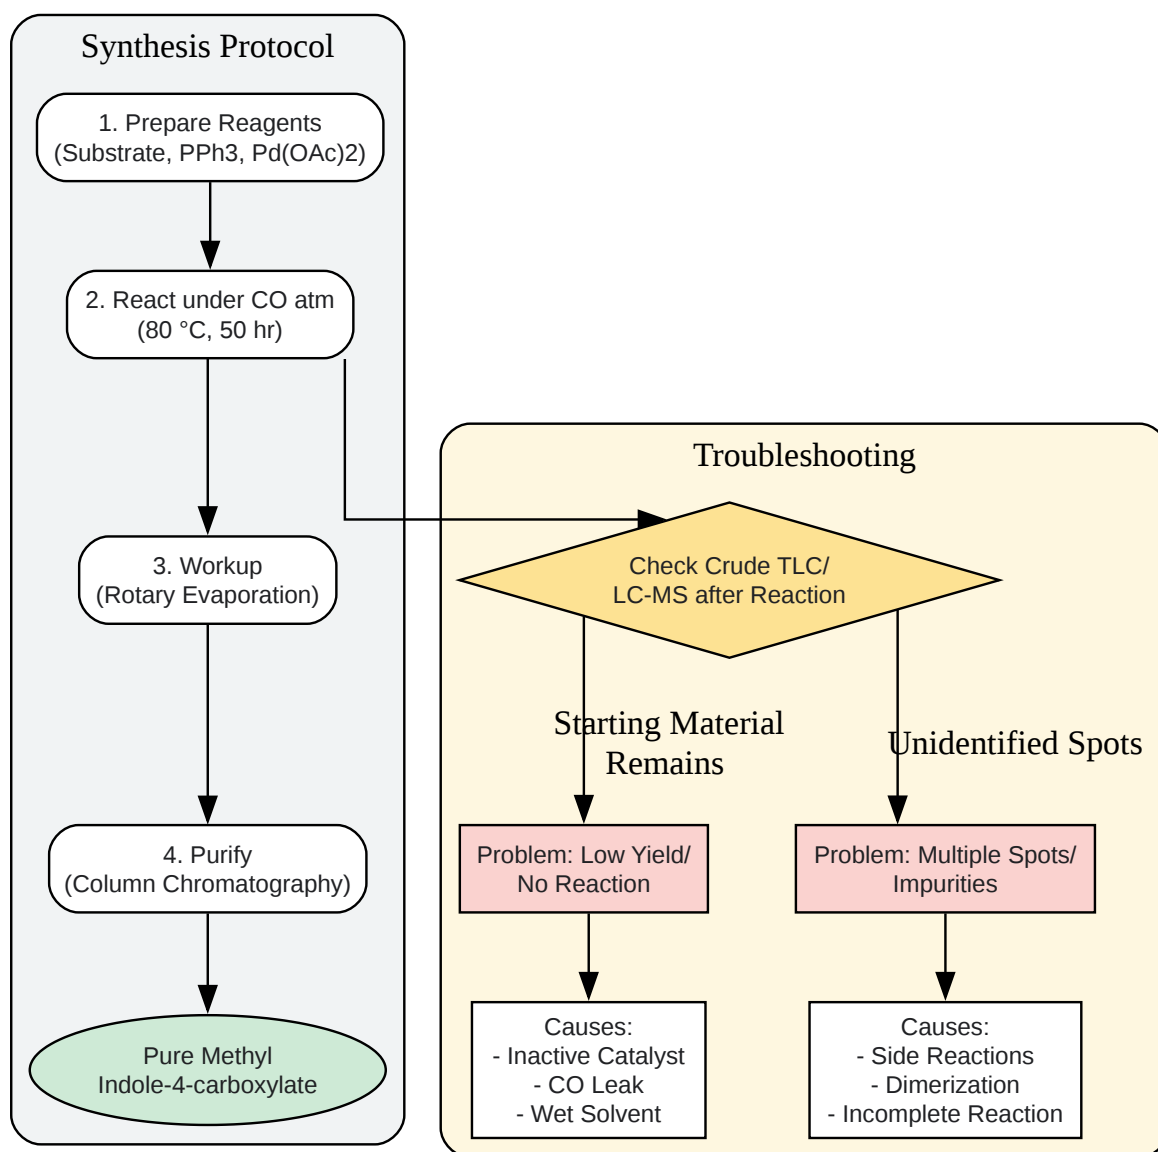 Synthesis Protocol
1. Prepare Reagents
(Substrate, PPh3, Pd(OAc)2)
2. React under CO atm
(80 °C, 50 hr)
3. Workup
(Rotary Evaporation)
4. Purify
(Column Chromatography)
Pure Methyl
Indole-4-carboxylate
Troubleshooting
Check Crude TLC/
LC-MS after Reaction
Starting Material
Remains
Unidentified Spots
Problem: Low Yield/
No Reaction
Problem: Multiple Spots/
Impurities
Causes:
- Inactive Catalyst
- CO Leak
- Wet Solvent
Causes:
- Side Reactions
- Dimerization
- Incomplete Reaction